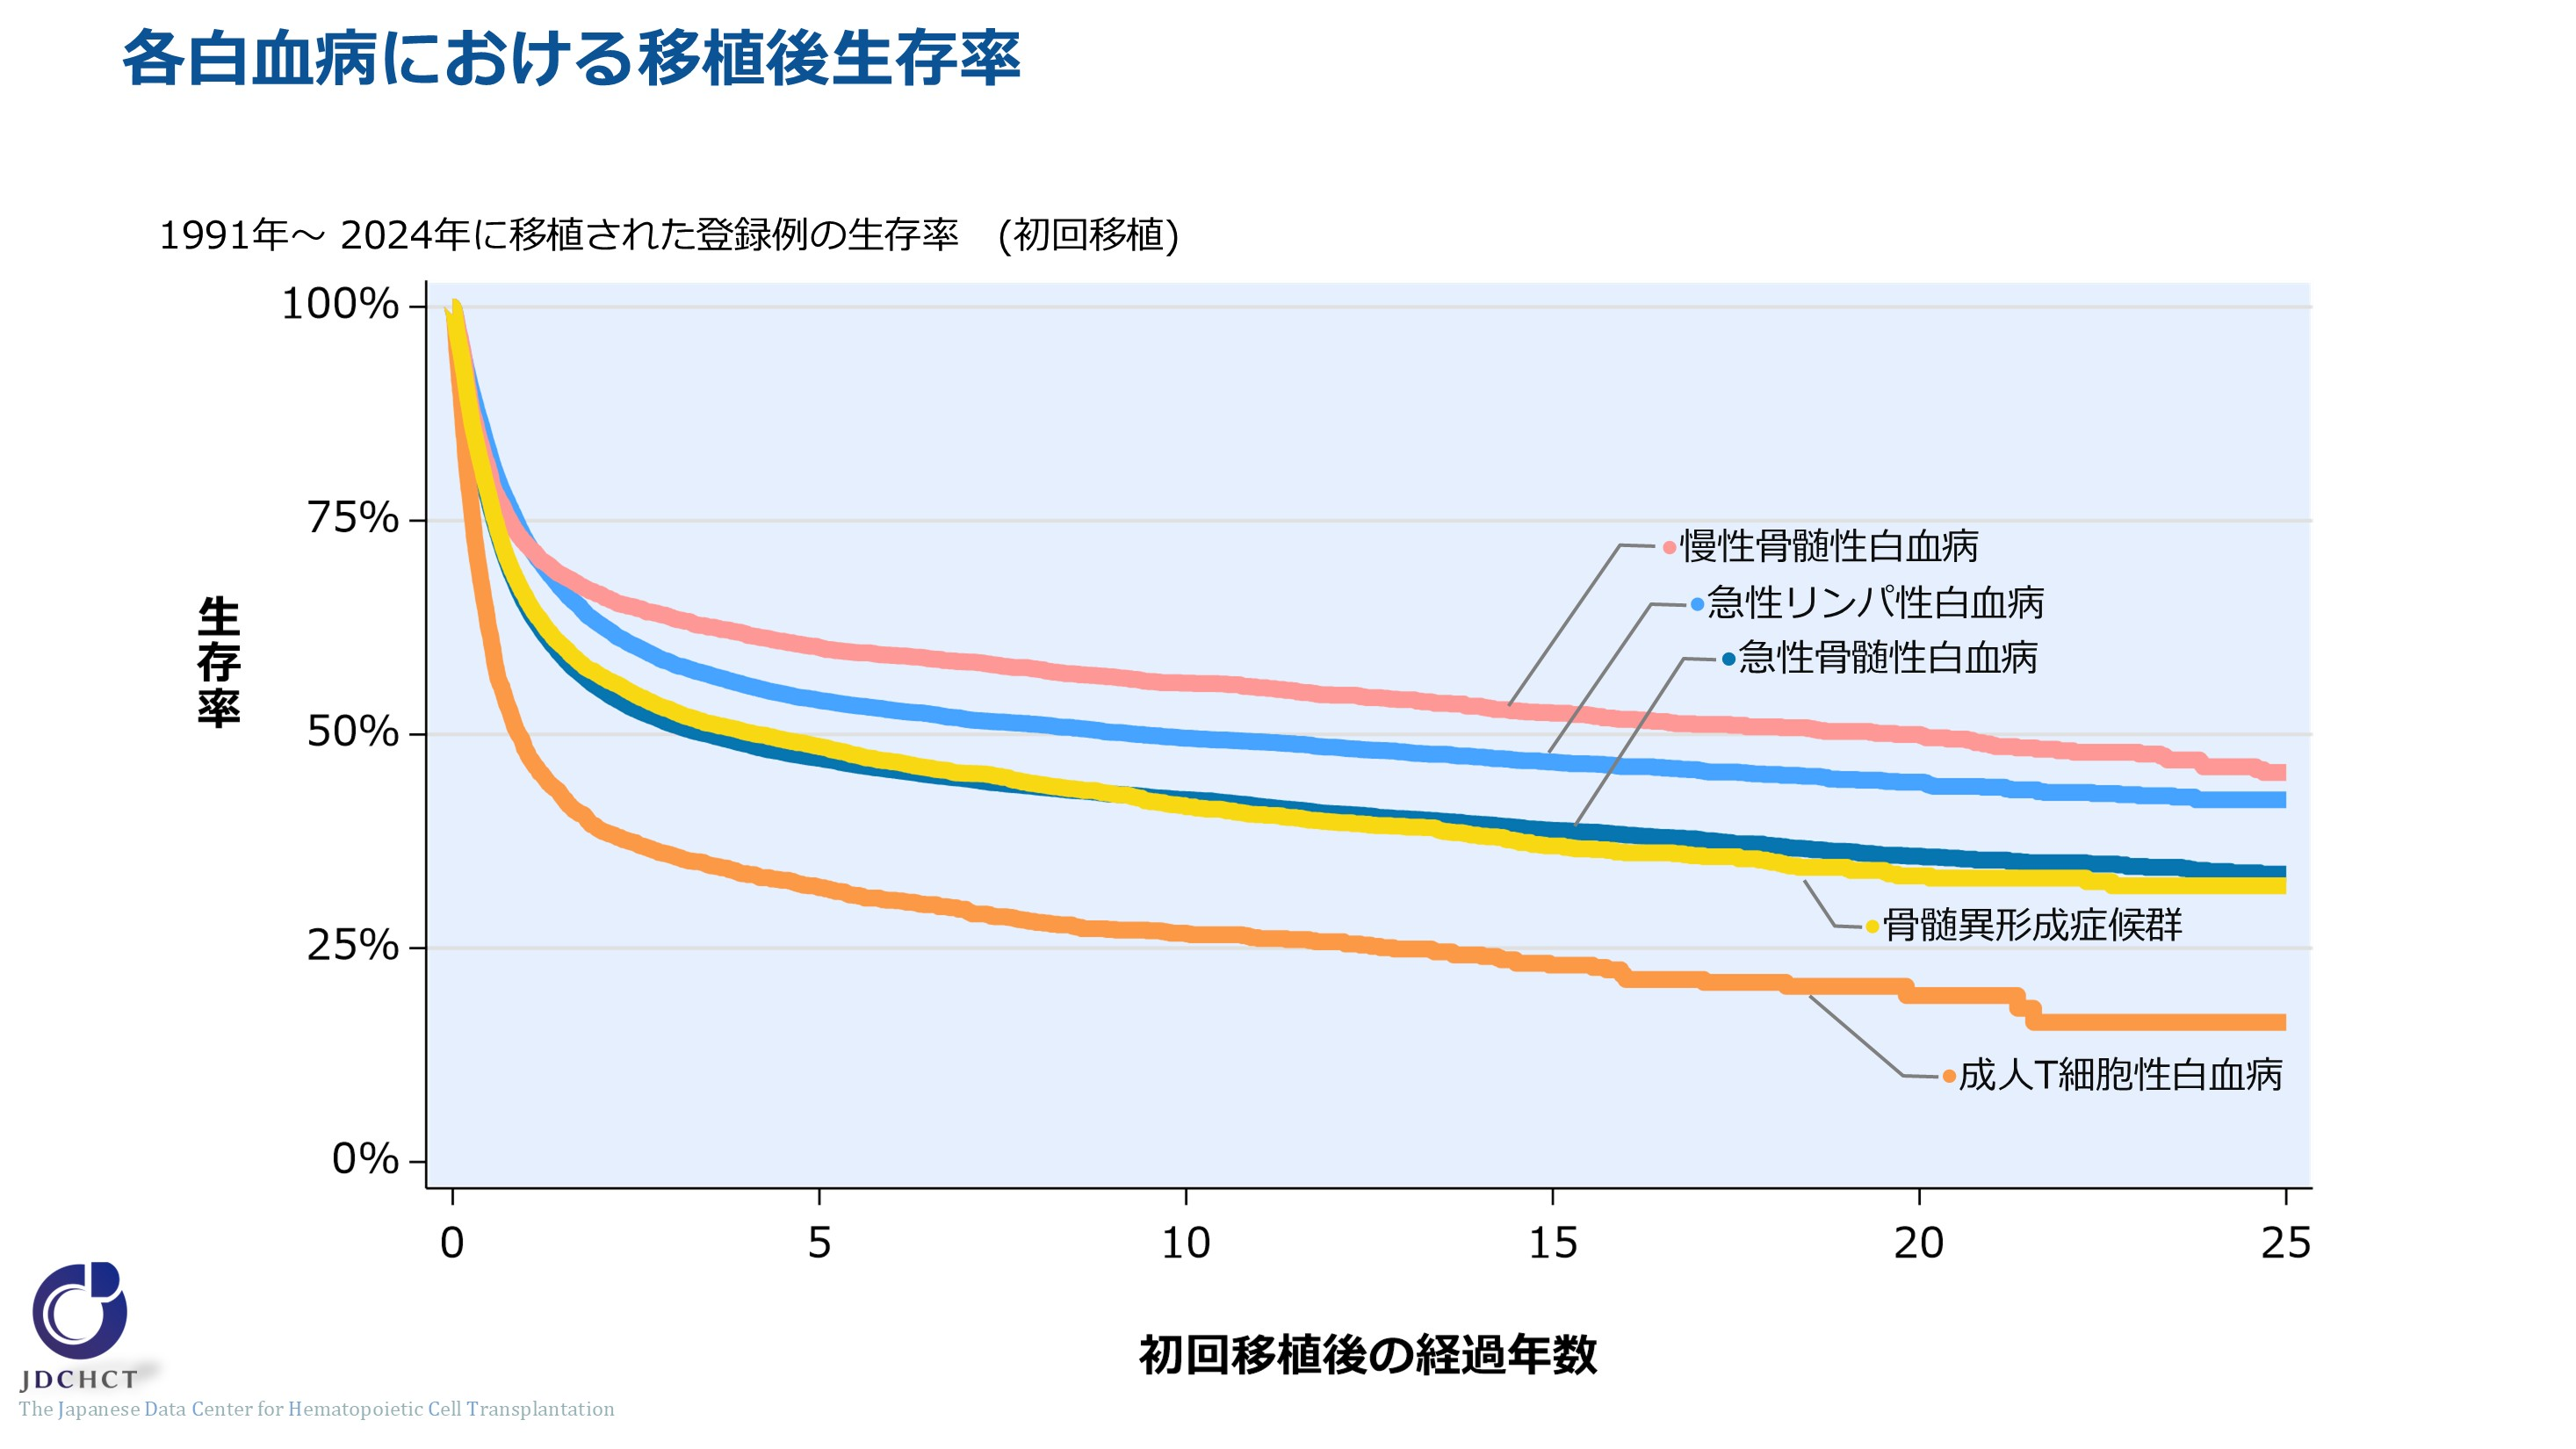 各白血病における移植後生存率
1991年～ 2024年に移植された登録例の生存率　(初回移植)
100%
75%
50%
25%
0%
生存率
慢性骨髄性白血病
急性リンパ性白血病
急性骨髄性白血病
骨髄異形成症候群
成人T細胞性白血病
0 5 10 15 20 25
初回移植後の経過年数
JDCHCT
The Japanese Data Center for Hematopoietic Cell Transplantation